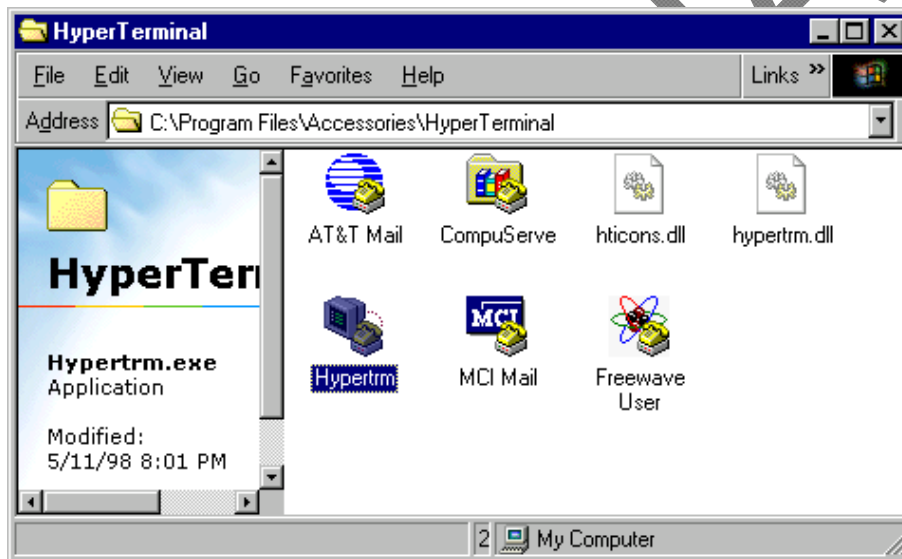 HyperTerminal
File Edit View Go Favorites Help Links »
Address C:\Program Files\Accessories\HyperTerminal
HyperTer
Hypertrm.exe
Application
Modified:
5/11/98 8:01 PM
AT&T Mail CompuServe hticons.dll hypertrm.dll
MCI
Hypertrm MCI Mail Freewave
User
2 My Computer